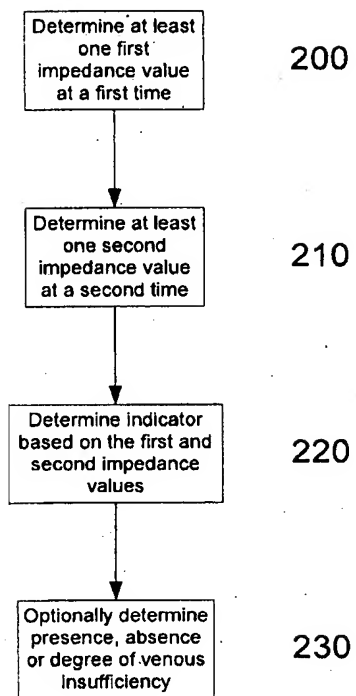 Determine at least
one first
impedance value
at a first time
200
Determine at least
one second
impedance value
at a second time
210
Determine indicator
based on the first and
second impedance
values
220
Optionally determine
presence, absence
or degree of venous
insufficiency
230